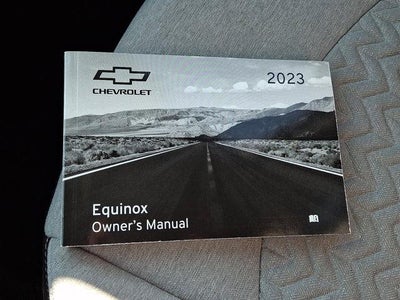 CHEVROLET
2023
Equinox
Owner's Manual